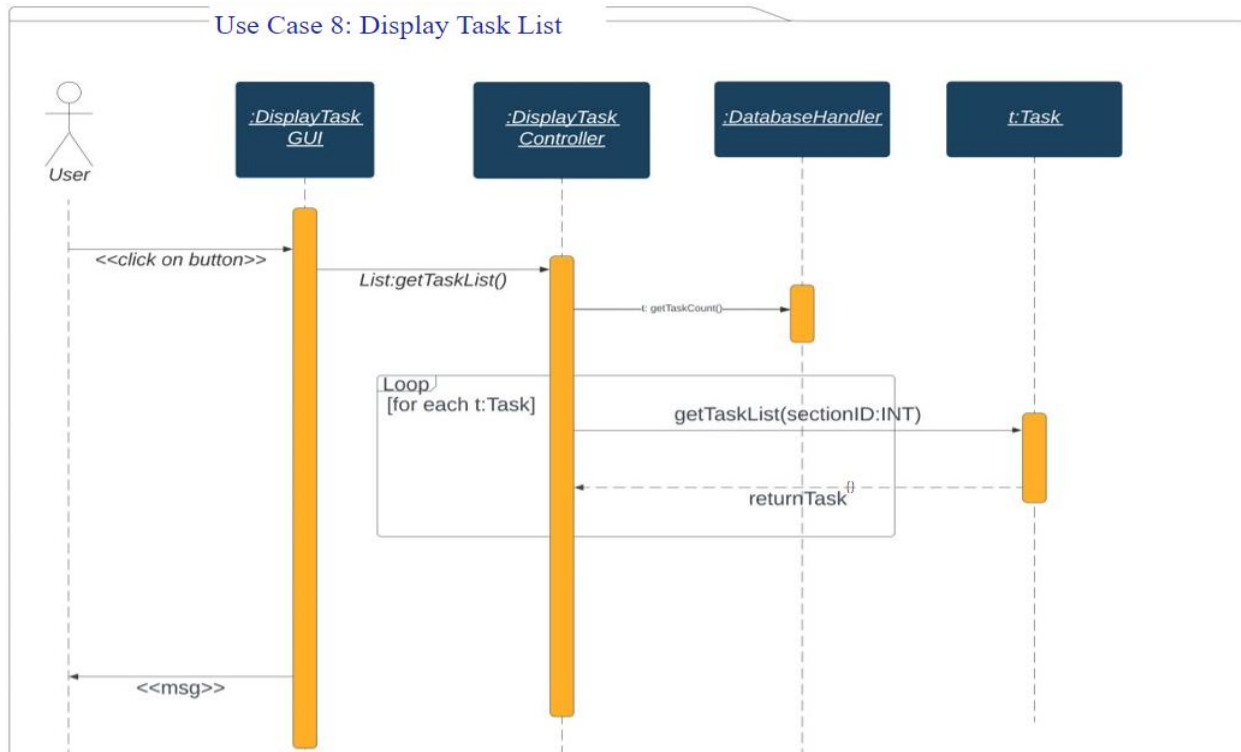 Use Case 8: Display Task List
User
:DisplayTask
GUI
:DisplayTask
Controller
:DatabaseHandler
t:Task
<<click on button>>
List:getTaskList()
t: getTaskCount()
Loop
[for each t:Task]
getTaskList(sectionID:INT)
returnTask{}
<<msg>>